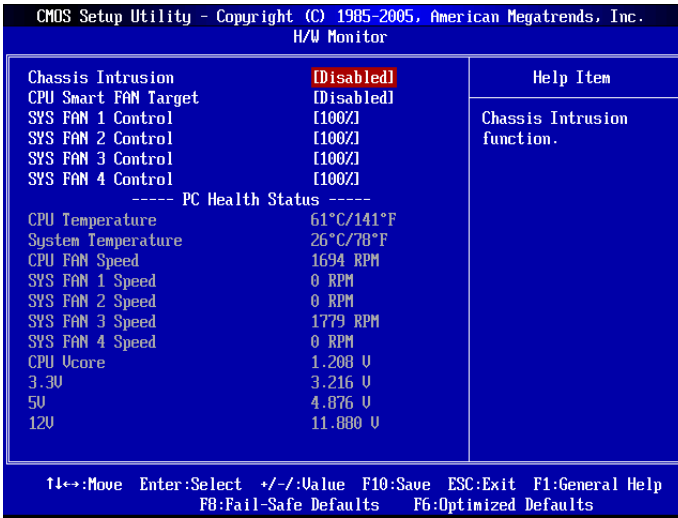 CMOS Setup Utility - Copyright (C) 1985-2005, American Megatrends, Inc.
H/W Monitor
Chassis Intrusion [Disabled]
CPU Smart FAN Target [Disabled]
SYS FAN 1 Control [100%]
SYS FAN 2 Control [100%]
SYS FAN 3 Control [100%]
SYS FAN 4 Control [100%]
----- PC Health Status -----
CPU Temperature 61°C/141°F
System Temperature 26°C/78°F
CPU FAN Speed 1694 RPM
SYS FAN 1 Speed 0 RPM
SYS FAN 2 Speed 0 RPM
SYS FAN 3 Speed 1779 RPM
SYS FAN 4 Speed 0 RPM
CPU Vcore 1.208 V
3.3V 3.216 V
5V 4.876 V
12V 11.880 V
Help Item
Chassis Intrusion
function.
↑↓↔:Move Enter:Select +/-/:Value F10:Save ESC:Exit F1:General Help
F8:Fail-Safe Defaults F6:Optimized Defaults